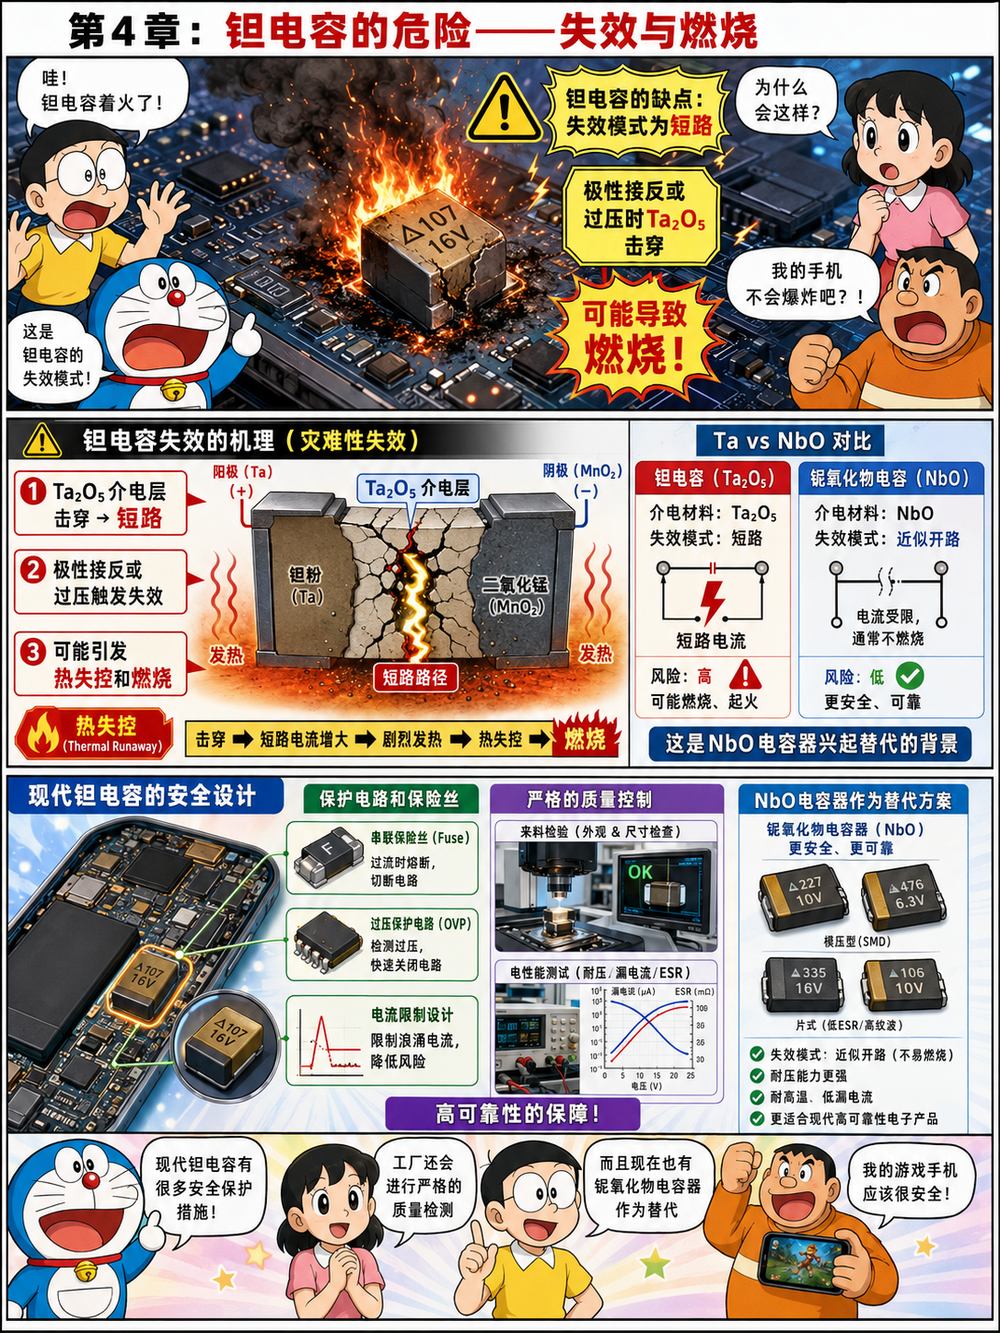 第4章：钽电容的危险——失效与燃烧
哇！
钽电容着火了！
钽电容的缺点：
失效模式为短路
为什么
会这样？
极性接反或
过压时Ta₂O₅
击穿
△107
16V
我的手机
不会爆炸吧？！
可能导致
燃烧！
这是
钽电容的
失效模式！
钽电容失效的机理（灾难性失效）
1 Ta₂O₅介电层
击穿→短路
2 极性接反或
过压触发失效
3 可能引发
热失控和燃烧
阳极（Ta）
（+）
Ta₂O₅ 介电层
阴极（MnO₂）
（−）
钽粉
（Ta）
二氧化锰
（MnO₂）
发热
发热
短路路径
热失控
（Thermal Runaway）
击穿 → 短路电流增大 → 剧烈发热 → 热失控 → 燃烧
Ta vs NbO 对比
钽电容（Ta₂O₅）
介电材料：Ta₂O₅
失效模式：短路
短路电流
风险：高
可能燃烧、起火
铌氧化物电容（NbO）
介电材料：NbO
失效模式：近似开路
电流受限，
通常不燃烧
风险：低
更安全、可靠
这是NbO电容器兴起替代的背景
现代钽电容的安全设计
△107
16V
△107
16V
保护电路和保险丝
F
串联保险丝（Fuse）
过流时熔断，
切断电路
过压保护电路（OVP）
检测过压，
快速关闭电路
电流限制设计
限制浪涌电流，
降低风险
严格的质量控制
来料检验（外观 & 尺寸检查）
OK
电性能测试（耐压/漏电流/ESR）
漏电流（μA）
ESR（mΩ）
0 5 10 15 20 25
电压（V）
高可靠性的保障！
NbO电容器作为替代方案
铌氧化物电容器（NbO）
更安全、更可靠
△227
10V
△476
6.3V
模压型（SMD）
△335
16V
△106
10V
片式（低ESR/高纹波）
失效模式：近似开路（不易燃烧）
耐压能力更强
耐高温、低漏电流
更适合现代高可靠性电子产品
现代钽电容有
很多安全保护
措施！
工厂还会
进行严格的
质量检测
而且现在也有
铌氧化物电容器
作为替代
我的游戏手机
应该很安全！